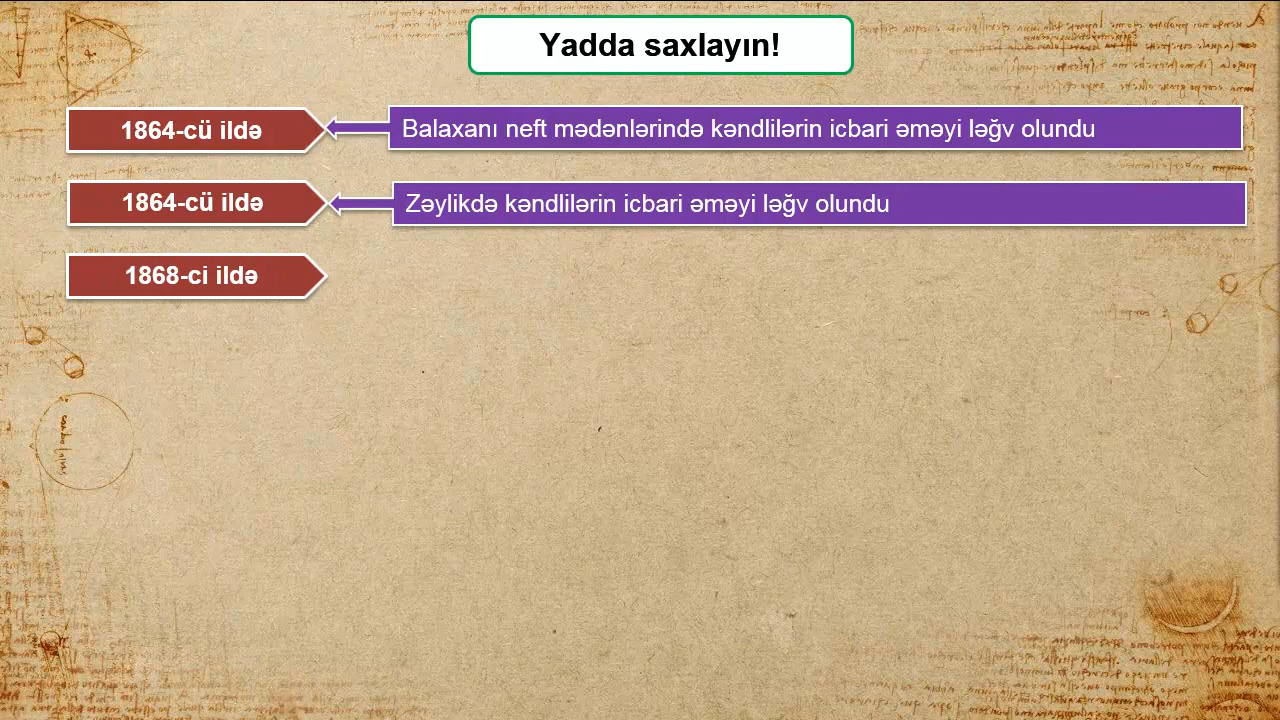 Yadda saxlayın!
1864-cü ildə
Balaxanı neft mədənlərində kəndlilərin icbari əməyi ləğv olundu
1864-cü ildə
Zəylikdə kəndlilərin icbari əməyi ləğv olundu
1868-ci ildə